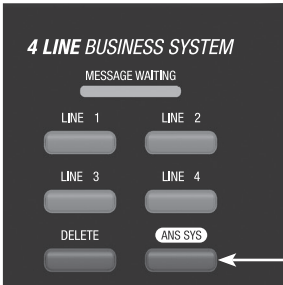 4 LINE BUSINESS SYSTEM
MESSAGE WAITING
LINE 1 LINE 2
LINE 3 LINE 4
DELETE ANS SYS